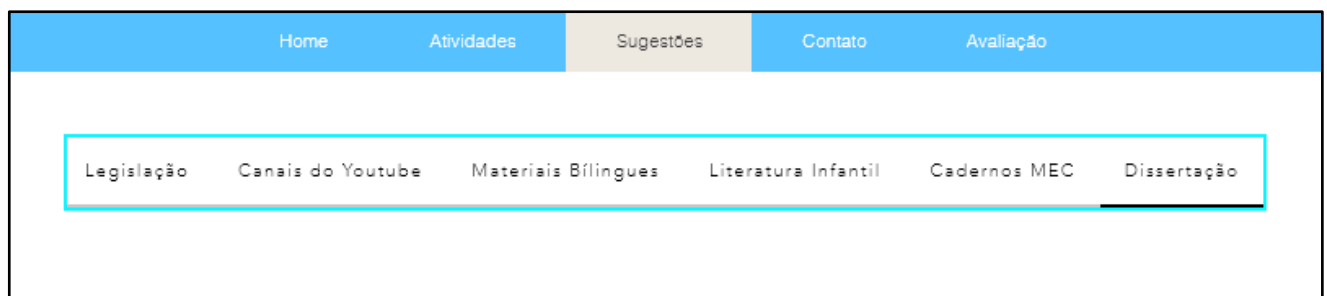 Home Atividades Sugestões Contato Avaliação
Legislação Canais do Youtube Materiais Bílingues Literatura Infantil Cadernos MEC Dissertação